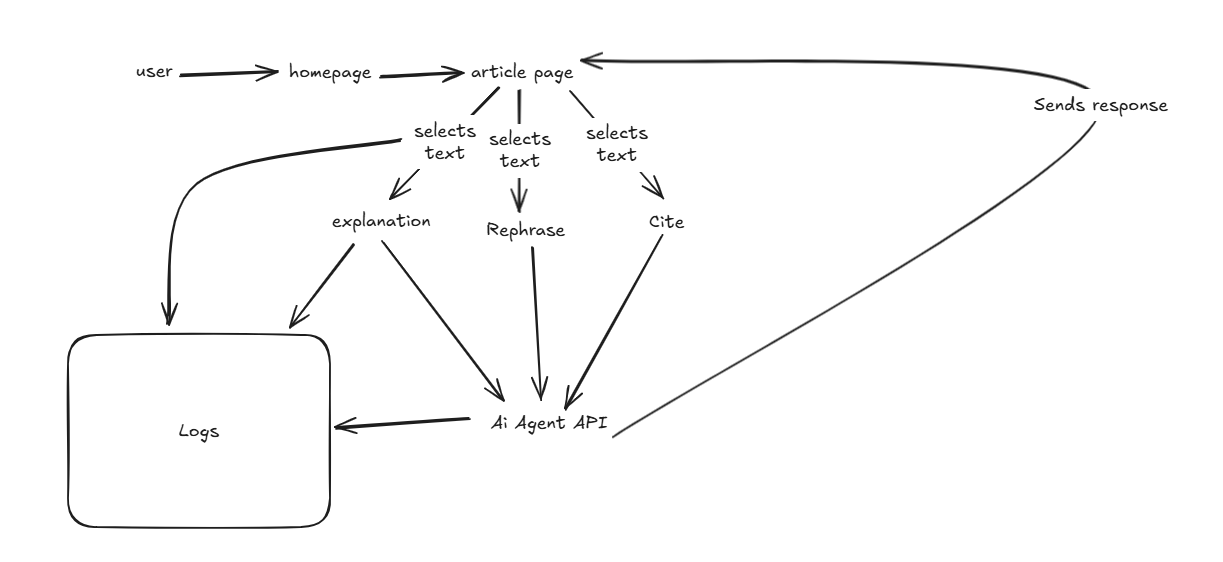 user
homepage
article page
Sends response
selects
text
selects
text
selects
text
explanation
Rephrase
Cite
Ai Agent API
Logs